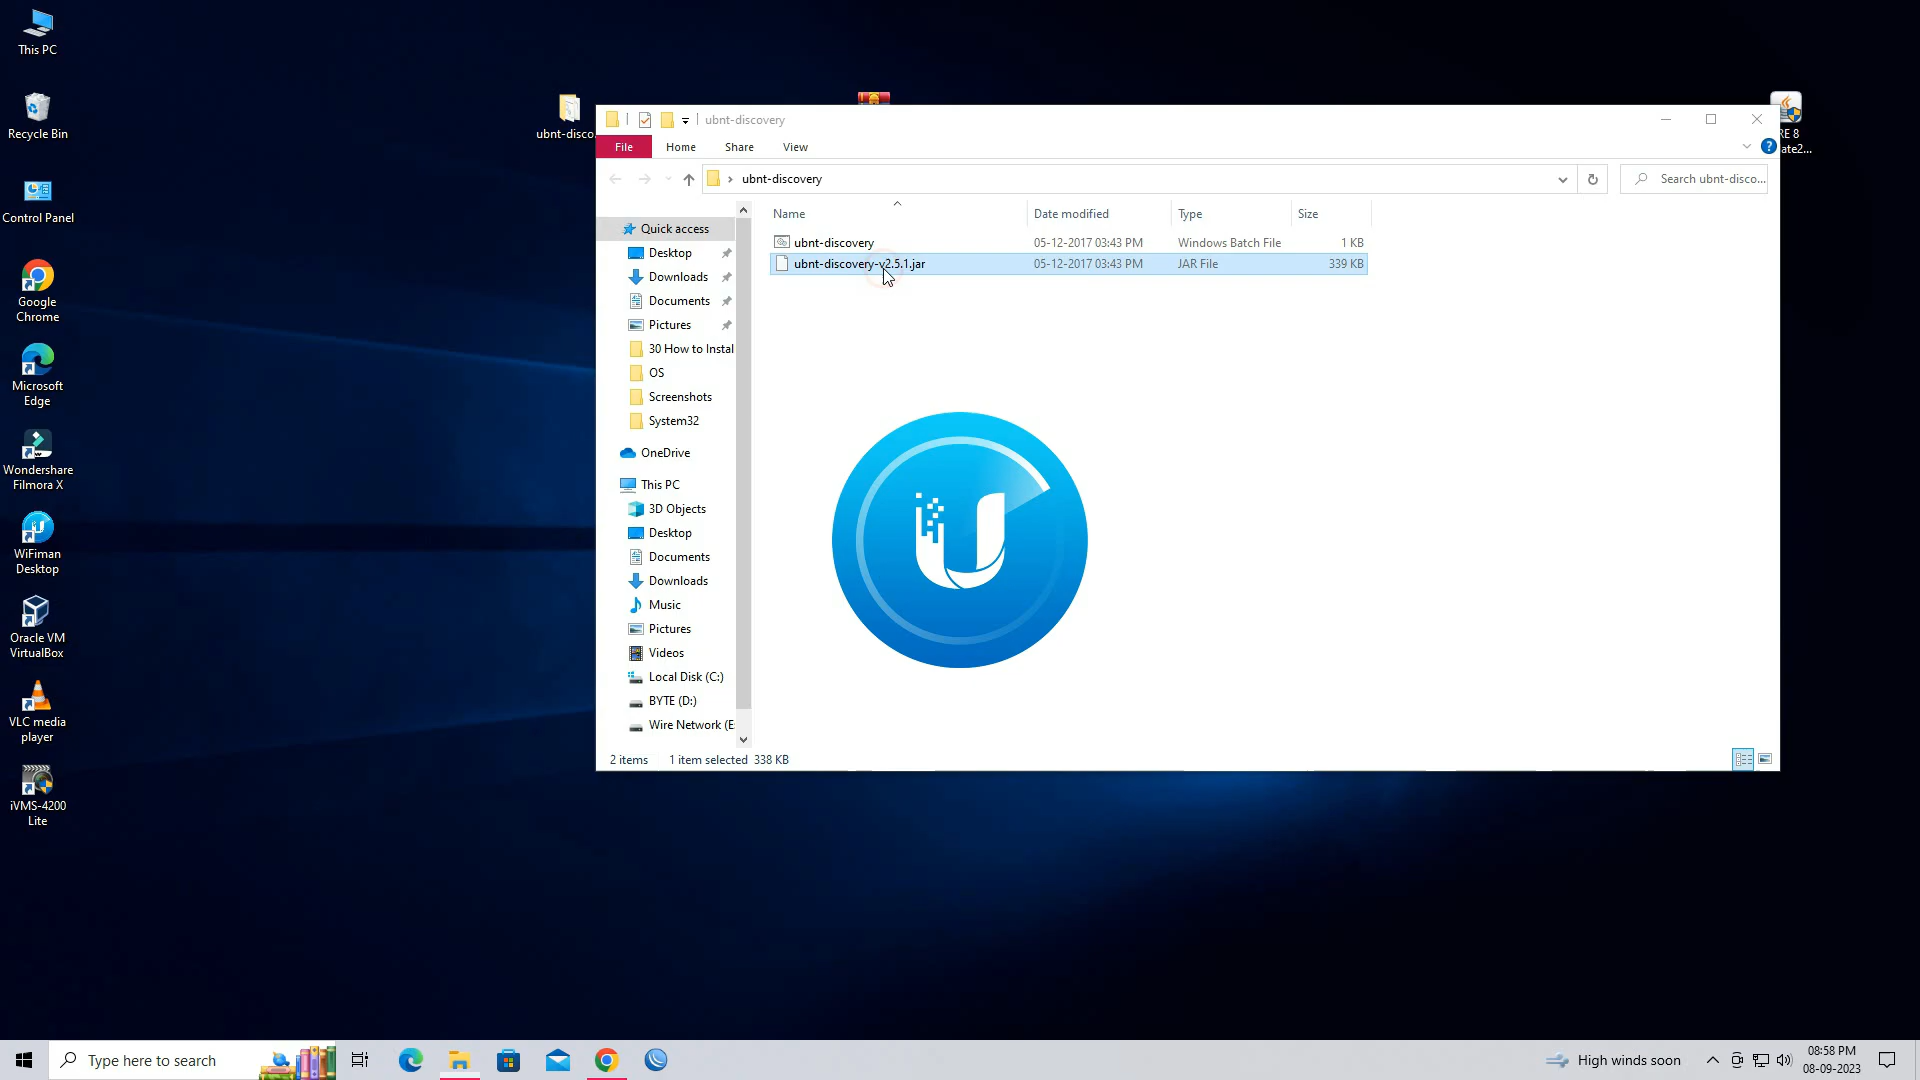 This PC
Recycle Bin
Control Panel
Google
Chrome
Microsoft
Edge
Wondershare
Filmora X
WiFiman
Desktop
Oracle VM
VirtualBox
VLC media
player
iVMS-4200
Lite
ubnt-disco...
RE 8
ate2...
ubnt-discovery
File
Home
Share
View
ubnt-discovery
Search ubnt-disco...
Name
Date modified
Type
Size
ubnt-discovery
05-12-2017 03:43 PM
Windows Batch File
1 KB
ubnt-discovery-v2.5.1.jar
05-12-2017 03:43 PM
JAR File
339 KB
Quick access
Desktop
Downloads
Documents
Pictures
30 How to Instal
OS
Screenshots
System32
OneDrive
This PC
3D Objects
Desktop
Documents
Downloads
Music
Pictures
Videos
Local Disk (C:)
BYTE (D:)
Wire Network (E:
2 items
1 item selected 338 KB
Type here to search
High winds soon
08:58 PM
08-09-2023